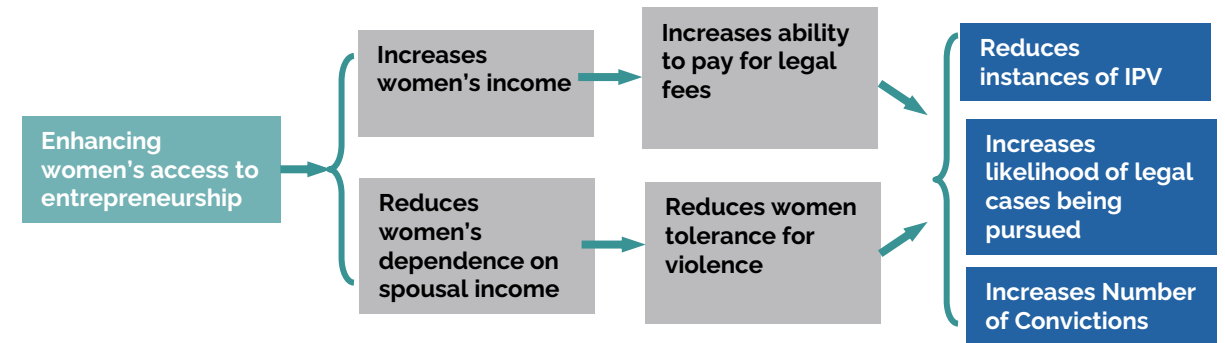 Enhancing
women's access to
entrepreneurship
Increases
women's income
Increases ability
to pay for legal
fees
Reduces
women's
dependence on
spousal income
Reduces women
tolerance for
violence
Reduces
instances of IPV
Increases
likelihood of legal
cases being
pursued
Increases Number
of Convictions